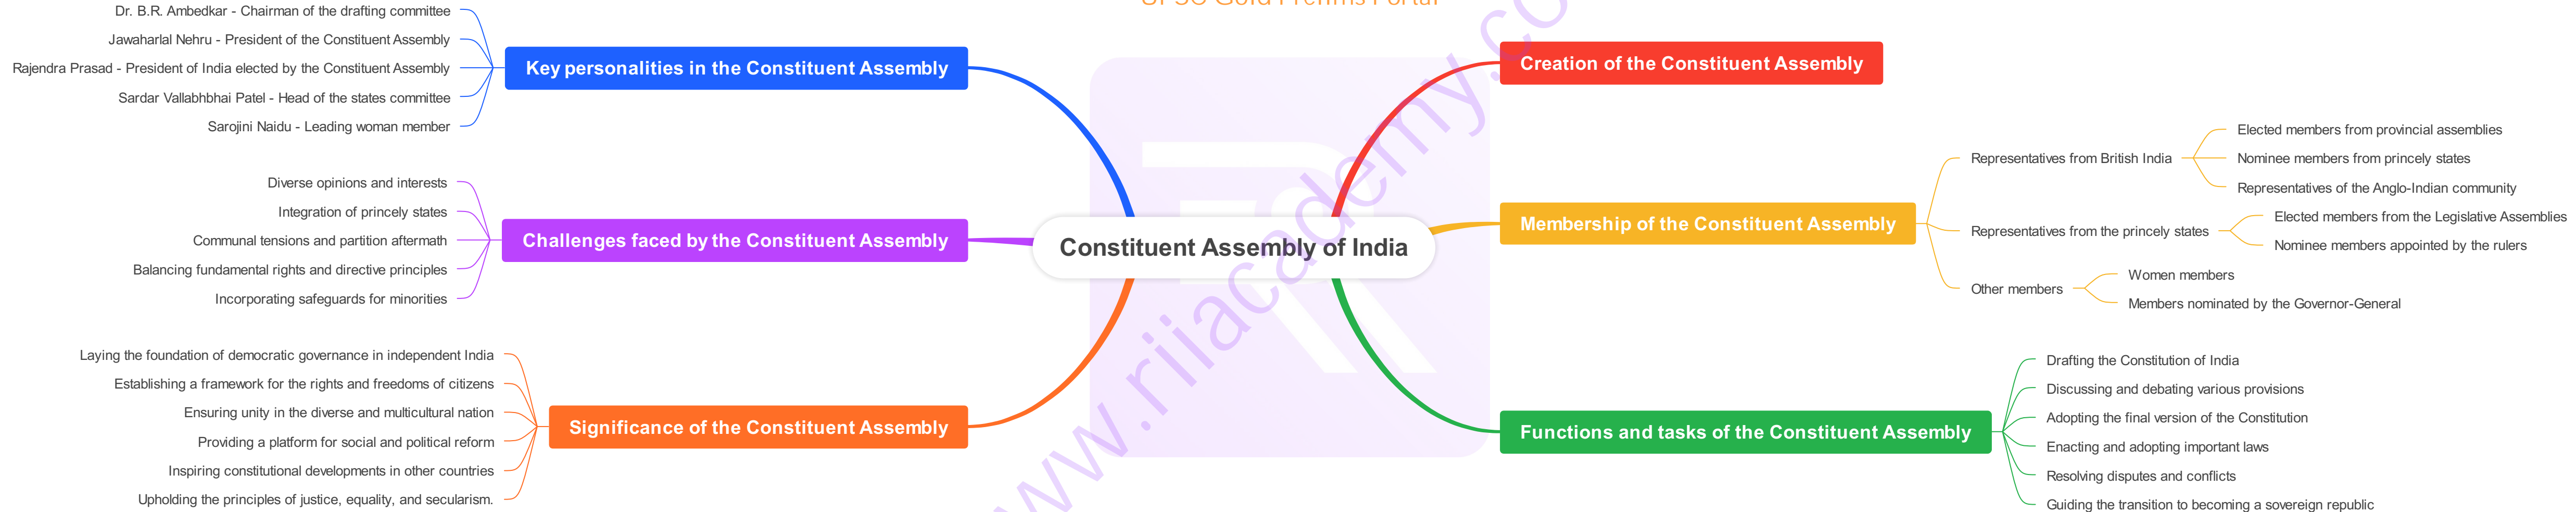 UPSC Gold Prelims Portal
Constituent Assembly of India
Key personalities in the Constituent Assembly
Dr. B.R. Ambedkar - Chairman of the drafting committee
Jawaharlal Nehru - President of the Constituent Assembly
Rajendra Prasad - President of India elected by the Constituent Assembly
Sardar Vallabhbhai Patel - Head of the states committee
Sarojini Naidu - Leading woman member
Challenges faced by the Constituent Assembly
Diverse opinions and interests
Integration of princely states
Communal tensions and partition aftermath
Balancing fundamental rights and directive principles
Incorporating safeguards for minorities
Significance of the Constituent Assembly
Laying the foundation of democratic governance in independent India
Establishing a framework for the rights and freedoms of citizens
Ensuring unity in the diverse and multicultural nation
Providing a platform for social and political reform
Inspiring constitutional developments in other countries
Upholding the principles of justice, equality, and secularism.
Creation of the Constituent Assembly
Membership of the Constituent Assembly
Representatives from British India
Elected members from provincial assemblies
Nominee members from princely states
Representatives of the Anglo-Indian community
Representatives from the princely states
Elected members from the Legislative Assemblies
Nominee members appointed by the rulers
Other members
Women members
Members nominated by the Governor-General
Functions and tasks of the Constituent Assembly
Drafting the Constitution of India
Discussing and debating various provisions
Adopting the final version of the Constitution
Enacting and adopting important laws
Resolving disputes and conflicts
Guiding the transition to becoming a sovereign republic